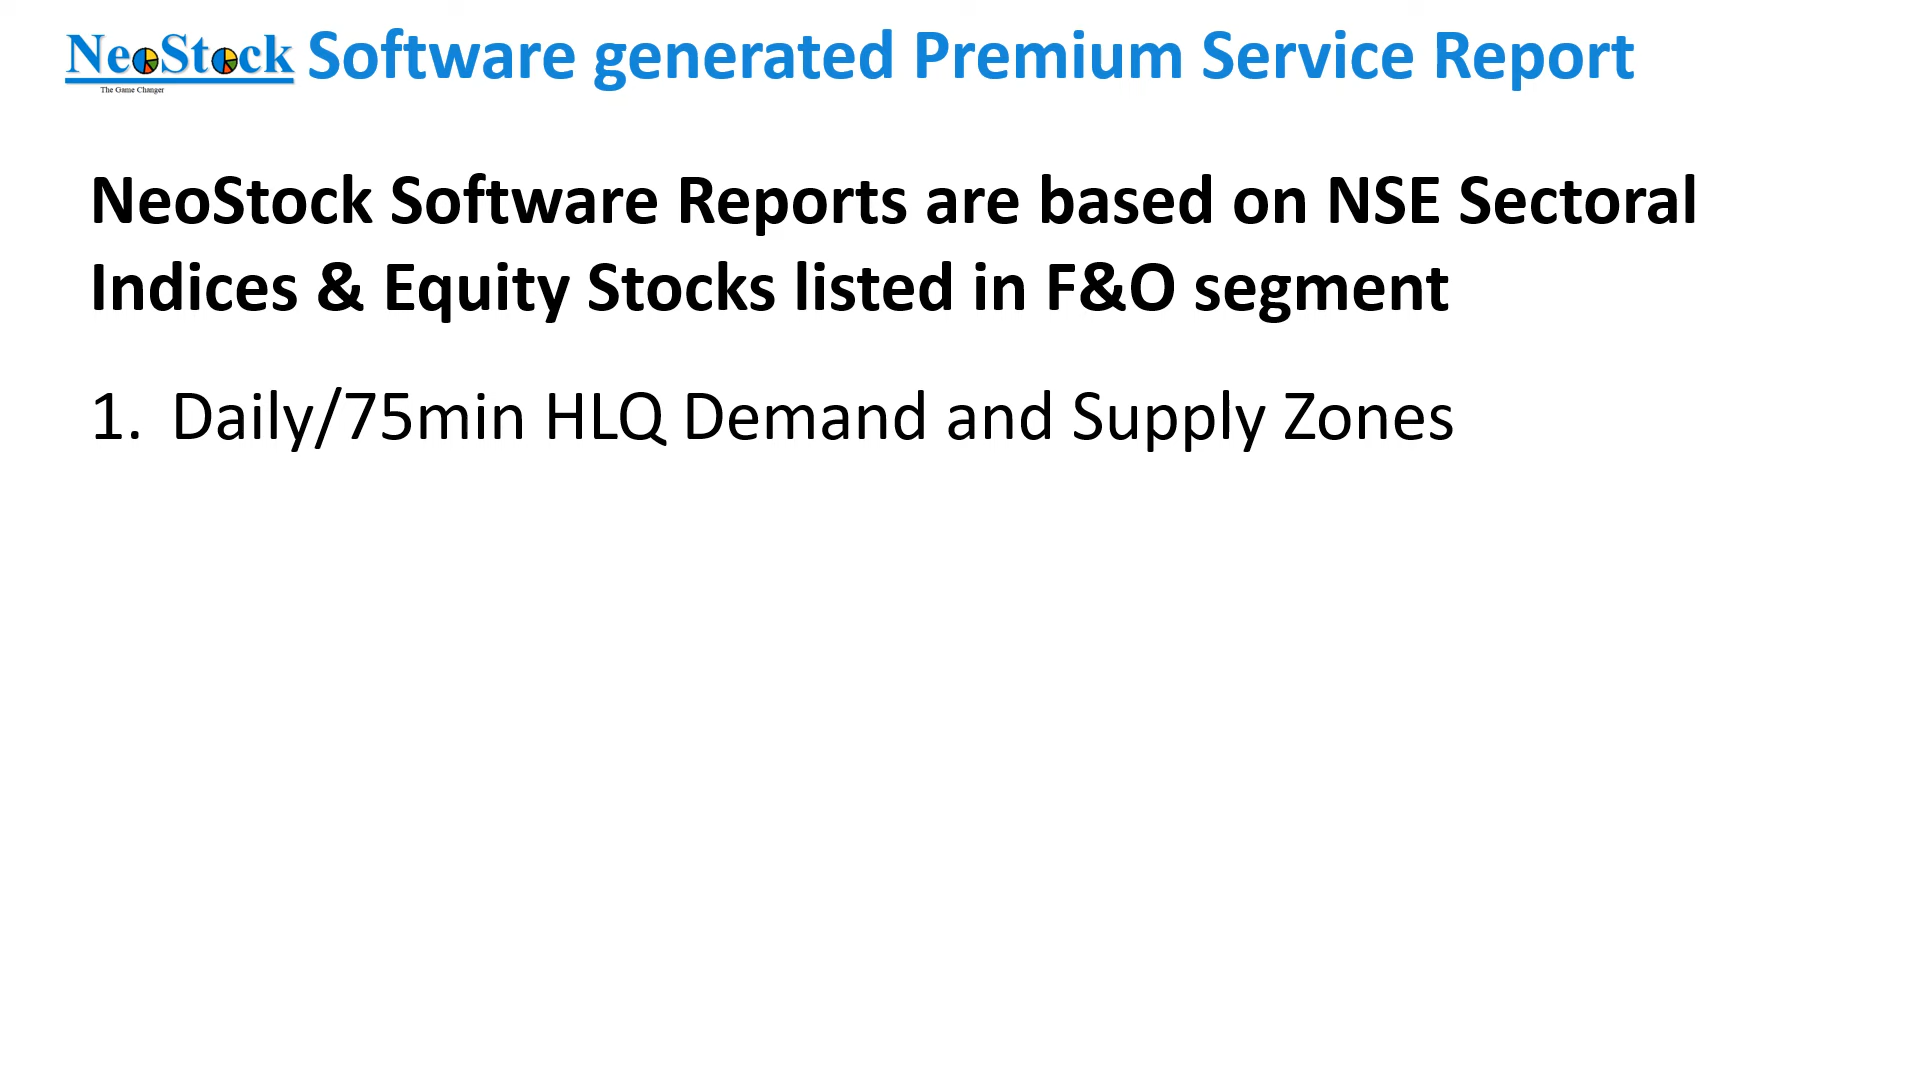 NeoStock Software generated Premium Service Report
The Game Changer
NeoStock Software Reports are based on NSE Sectoral
Indices & Equity Stocks listed in F&O segment
1. Daily/75min HLQ Demand and Supply Zones